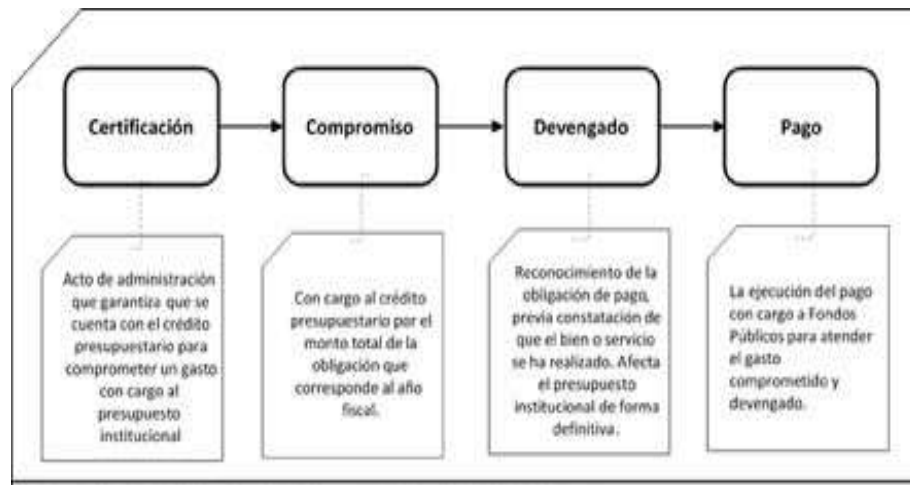 Certificación
Compromiso
Devengado
Pago
Acto de administración
que garantiza que se
cuenta con el crédito
presupuestario para
comprometer un gasto
con cargo al
presupuesto
institucional
Con cargo al crédito
presupuestario por el
monto total de la
obligación que
corresponde al año
fiscal.
Reconocimiento de la
obligación de pago,
previa constatación de
que el bien o servicio
se ha realizado. Afecta
el presupuesto
institucional de forma
definitiva.
La ejecución del pago
con cargo a Fondos
Públicos para atender
el gasto
comprometido y
devengado.